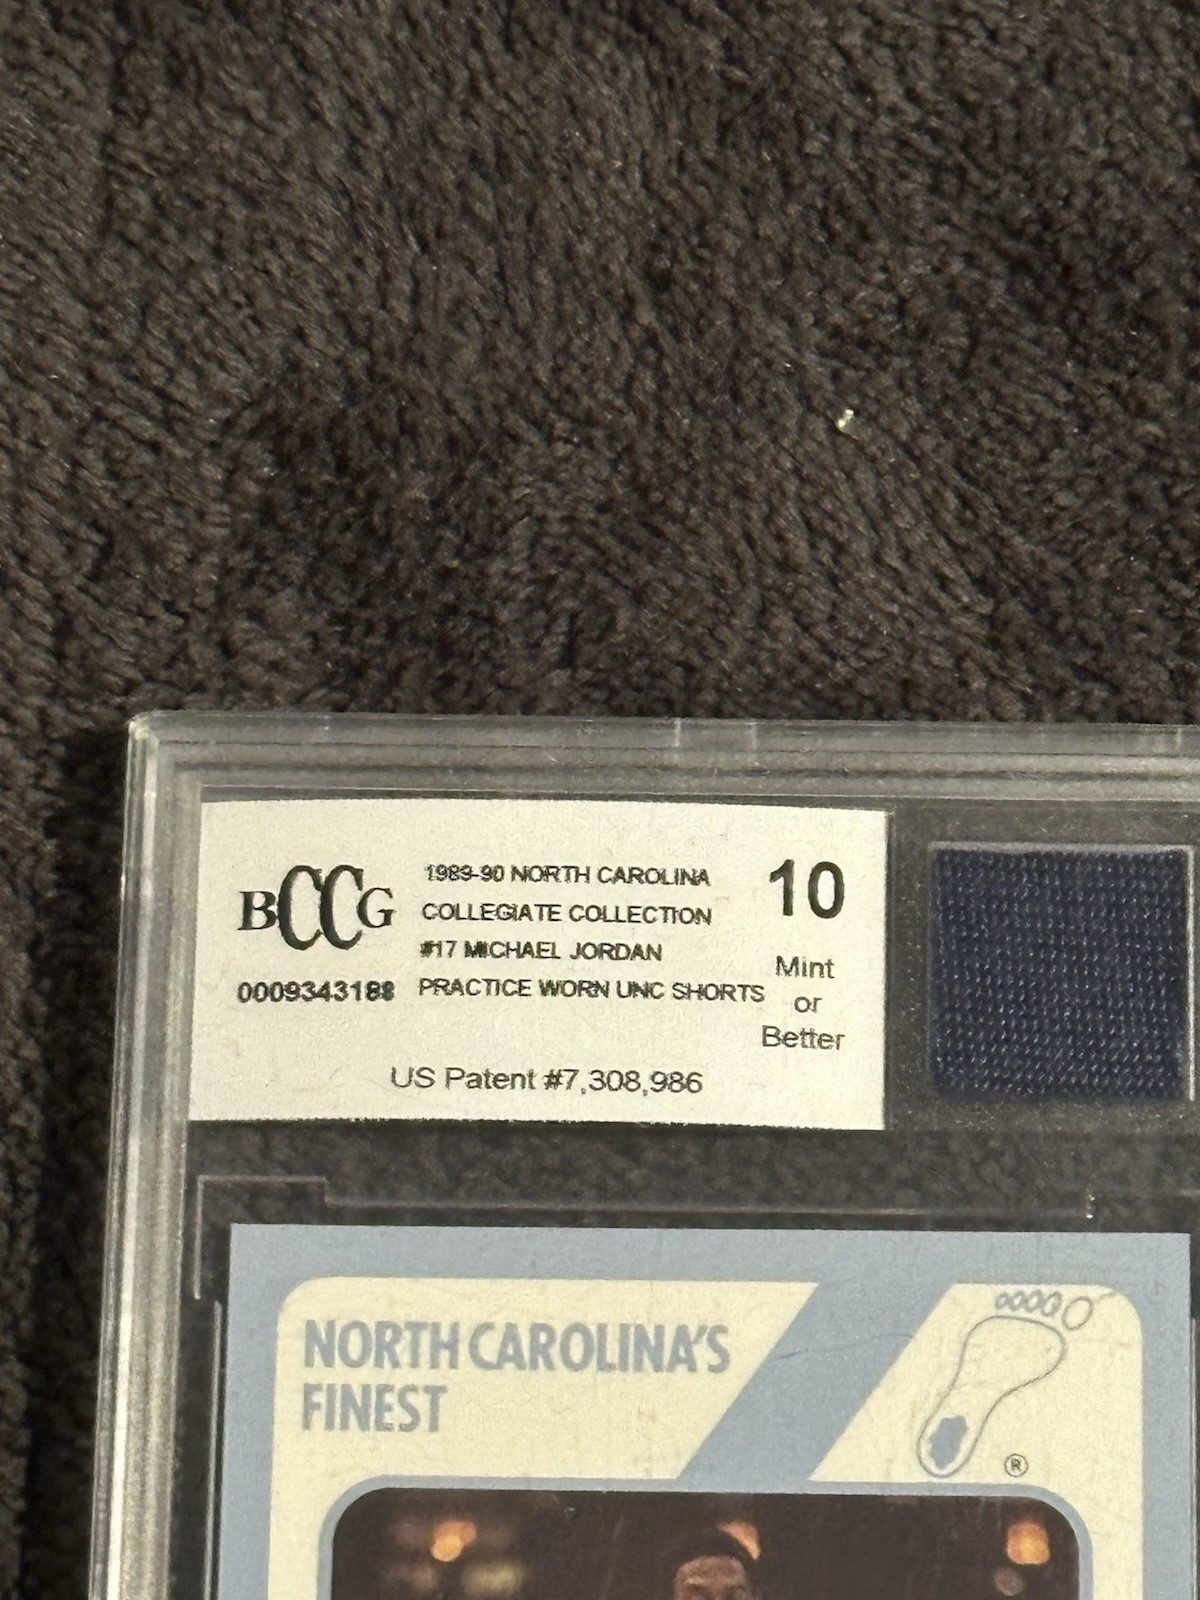 BCCG
0009343188
1989-90 NORTH CAROLINA
COLLEGIATE COLLECTION
#17 MICHAEL JORDAN
PRACTICE WORN UNC SHORTS
10
Mint
or
Better
US Patent #7,308,986
NORTH CAROLINA'S
FINEST
®